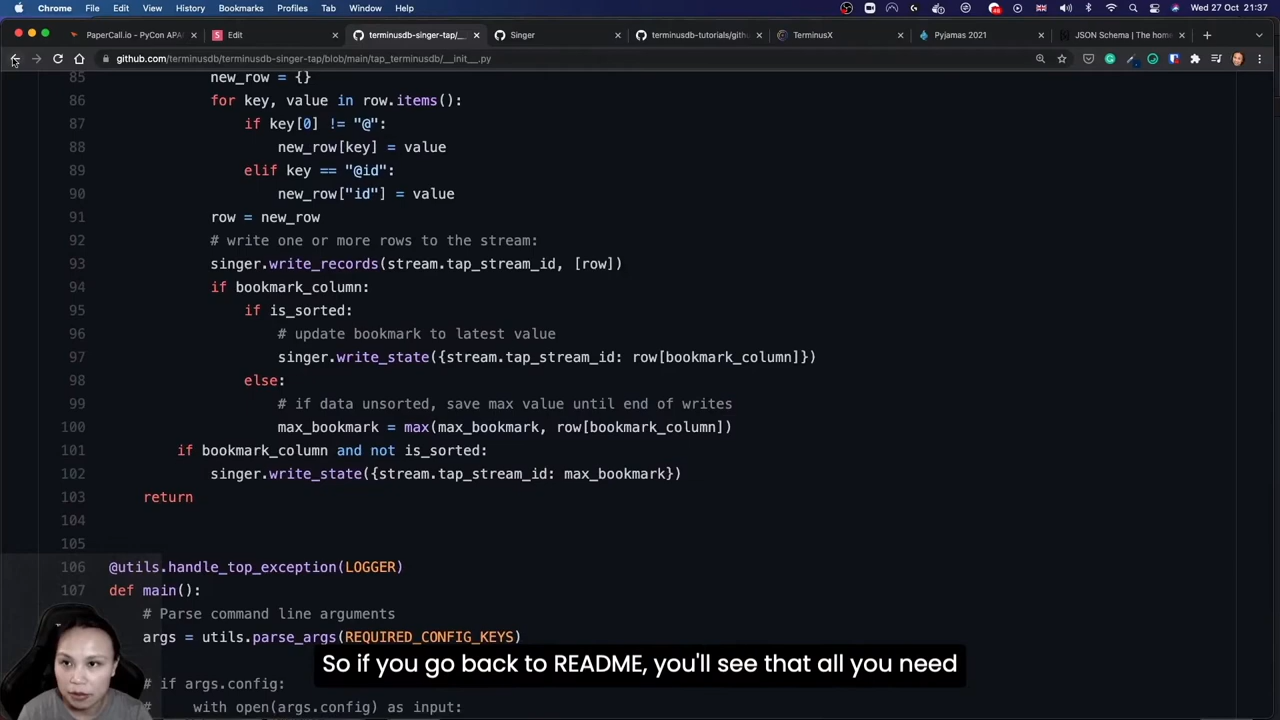 Chrome File Edit View History Bookmarks Profiles Tab Window Help
Wed 27 Oct 21:37
PaperCall.io – PyCon APA
Edit
terminusdb-singer-tap/__
Singer
terminusdb-tutorials/githu
TerminusX
Pyjamas 2021
JSON Schema | The home
github.com/terminusdb/terminusdb-singer-tap/blob/main/tap_terminusdb/__init__.py
85 new_row = {}
86 for key, value in row.items():
87 if key[0] != "@":
88 new_row[key] = value
89 elif key == "@id":
90 new_row["id"] = value
91 row = new_row
92 # write one or more rows to the stream:
93 singer.write_records(stream.tap_stream_id, [row])
94 if bookmark_column:
95 if is_sorted:
96 # update bookmark to latest value
97 singer.write_state({stream.tap_stream_id: row[bookmark_column]})
98 else:
99 # if data unsorted, save max value until end of writes
100 max_bookmark = max(max_bookmark, row[bookmark_column])
101 if bookmark_column and not is_sorted:
102 singer.write_state({stream.tap_stream_id: max_bookmark})
103 return
104
105
106 @utils.handle_top_exception(LOGGER)
107 def main():
# Parse command line arguments
args = utils.parse_args(REQUIRED_CONFIG_KEYS)
# if args.config:
# with open(args.config) as input:
So if you go back to README, you'll see that all you need